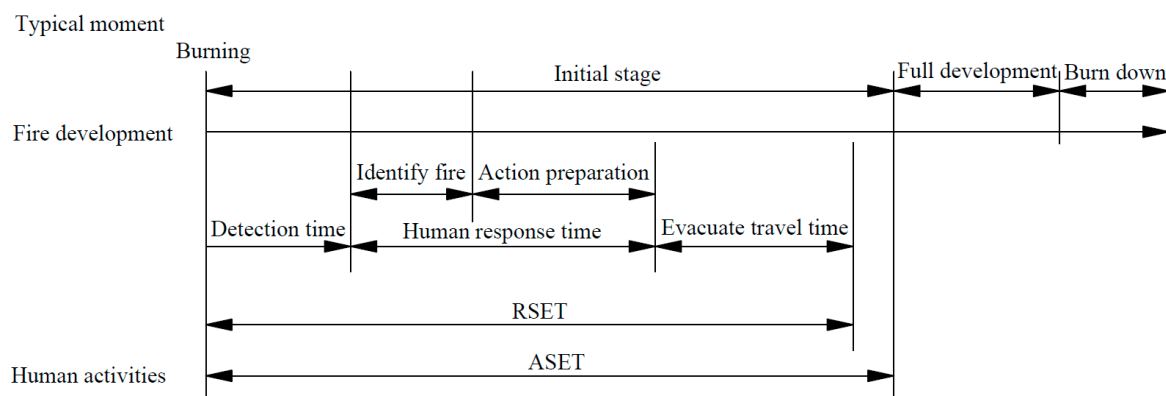 Typical moment
Burning
Initial stage
Full development
Burn down
Fire development
Identify fire
Action preparation
Detection time
Human response time
Evacuate travel time
RSET
ASET
Human activities